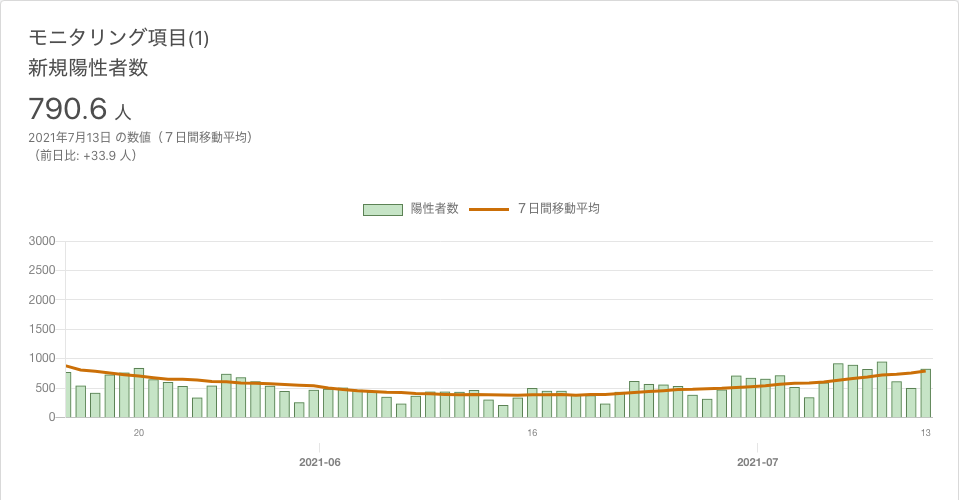 モニタリング項目(1)
新規陽性者数
790.6 人
2021年7月13日 の数値（７日間移動平均）
（前日比: +33.9 人）
陽性者数 ７日間移動平均
3000
2500
2000
1500
1000
500
0
20 16 13
2021-06 2021-07